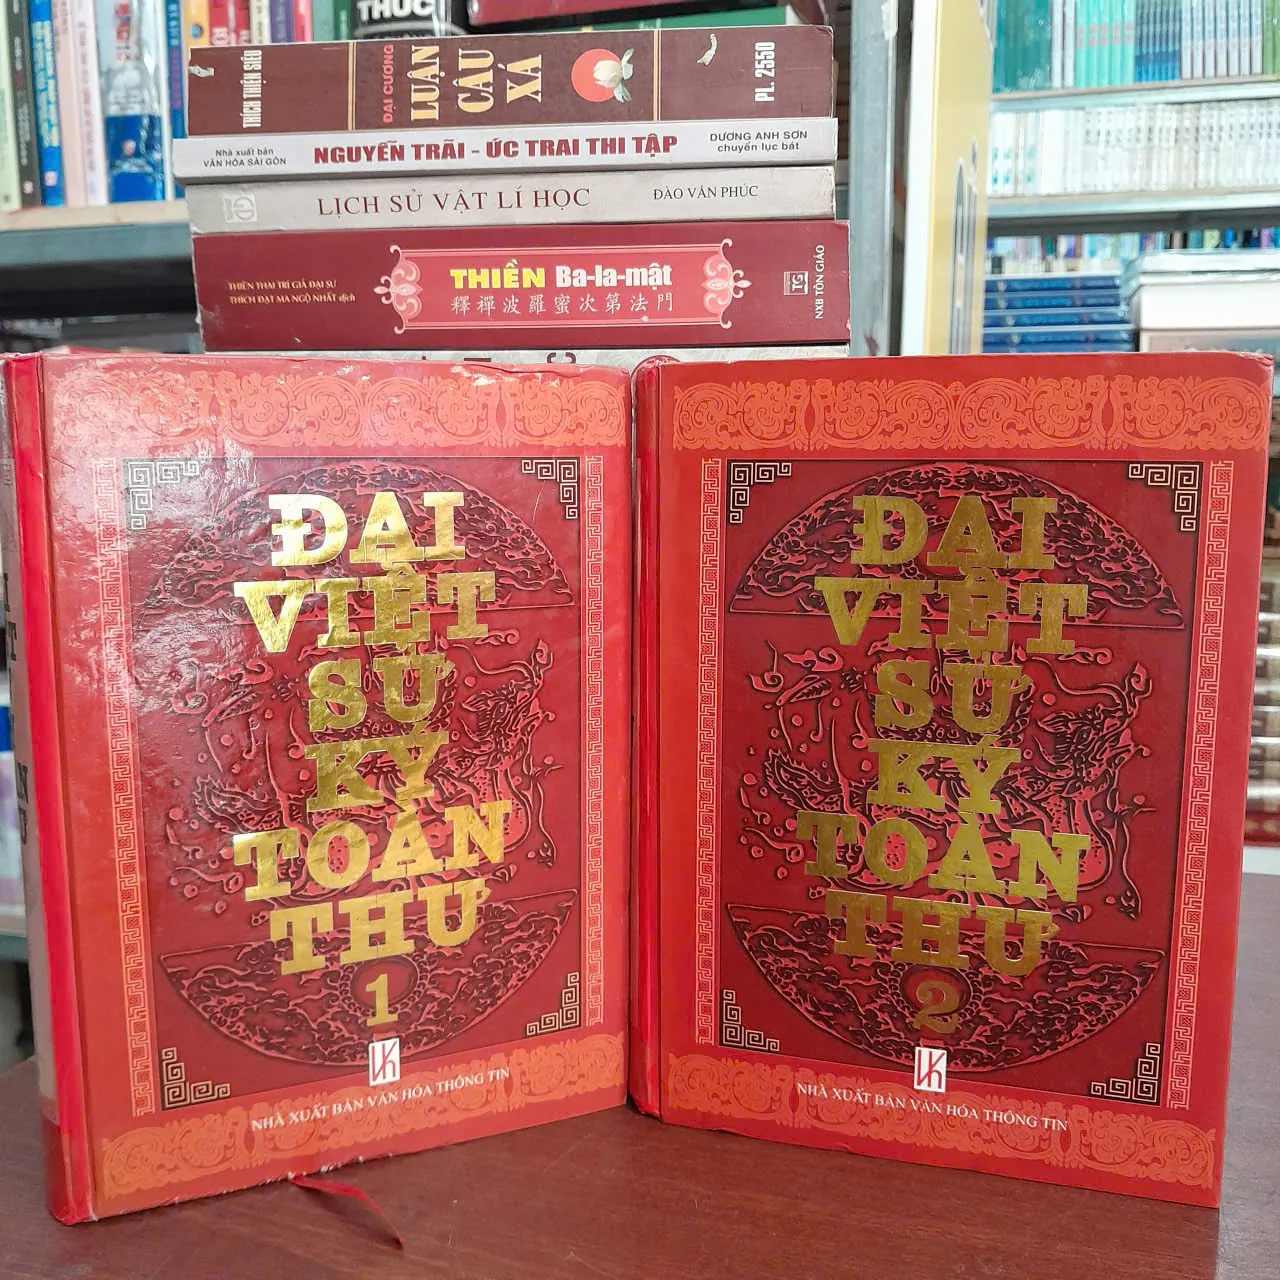 THỨC
THÍCH THIỆN SIÊU
ĐẠI CƯƠNG
LUẬN
CÂU
XÁ
PL. 2550
Nhà xuất bản
VĂN HÓA SÀI GÒN
NGUYỄN TRÃI - ỨC TRAI THI TẬP
DƯƠNG ANH SƠN
chuyển lục bát
LỊCH SỬ VẬT LÍ HỌC
ĐÀO VĂN PHÚC
THIÊN THAI TRÍ GIẢ ĐẠI SƯ
THÍCH ĐẠT MA NGỘ NHẤT dịch
THIỀN Ba-la-mật
釋禪波羅蜜次第法門
TG
NXB TÔN GIÁO
ĐẠI
VIỆT
SỬ
KÝ
TOÀN
THƯ
1
NHÀ XUẤT BẢN VĂN HÓA THÔNG TIN
ĐẠI
VIỆT
SỬ
KÝ
TOÀN
THƯ
2
NHÀ XUẤT BẢN VĂN HÓA THÔNG TIN